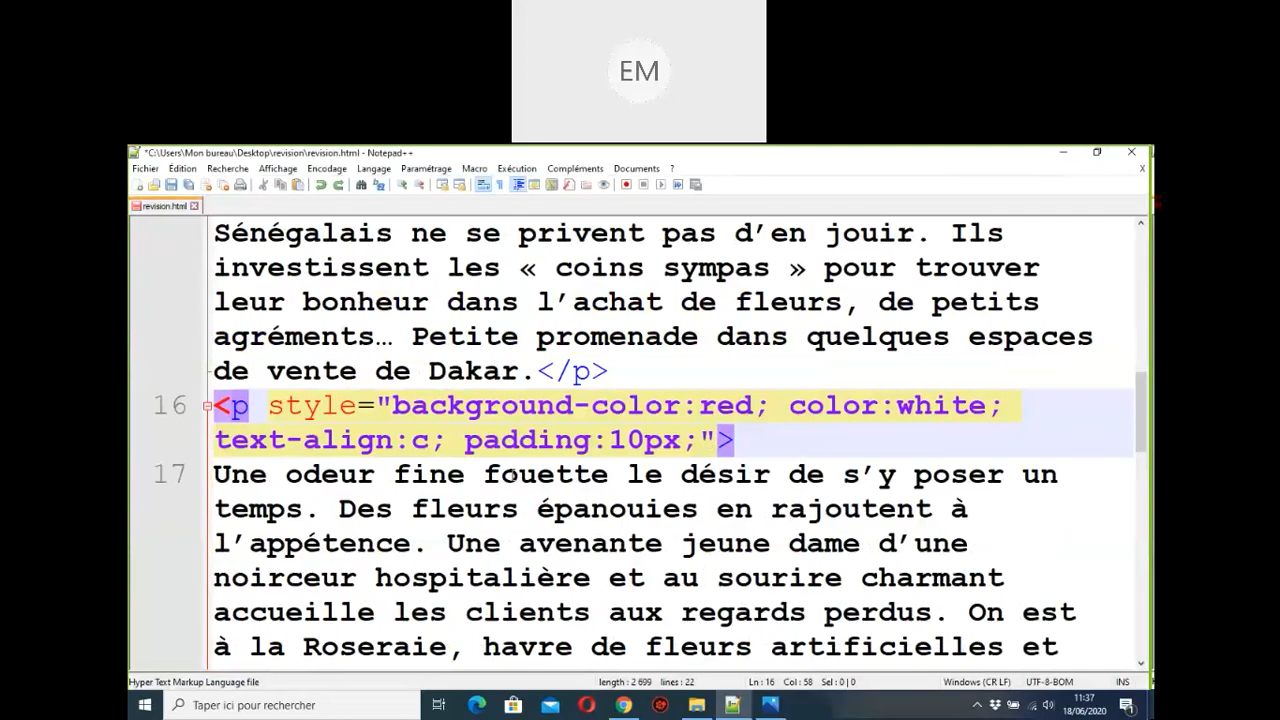 EM
*C:\Users\Mon bureau\Desktop\revision\revision.html - Notepad++
Fichier Édition Recherche Affichage Encodage Langage Paramétrage Macro Exécution Compléments Documents ? X
revision.html
Sénégalais ne se privent pas d’en jouir. Ils
investissent les « coins sympas » pour trouver
leur bonheur dans l’achat de fleurs, de petits
agréments… Petite promenade dans quelques espaces
de vente de Dakar.</p>
16 <p style="background-color:red; color:white;
text-align:c; padding:10px;">
17 Une odeur fine fouette le désir de s’y poser un
temps. Des fleurs épanouies en rajoutent à
l’appétence. Une avenante jeune dame d’une
noirceur hospitalière et au sourire charmant
accueille les clients aux regards perdus. On est
à la Roseraie, havre de fleurs artificielles et
Hyper Text Markup Language file length : 2 699 lines : 22 Ln : 16 Col : 58 Sel : 0 | 0 Windows (CR LF) UTF-8-BOM INS
Taper ici pour rechercher 11:37
18/06/2020